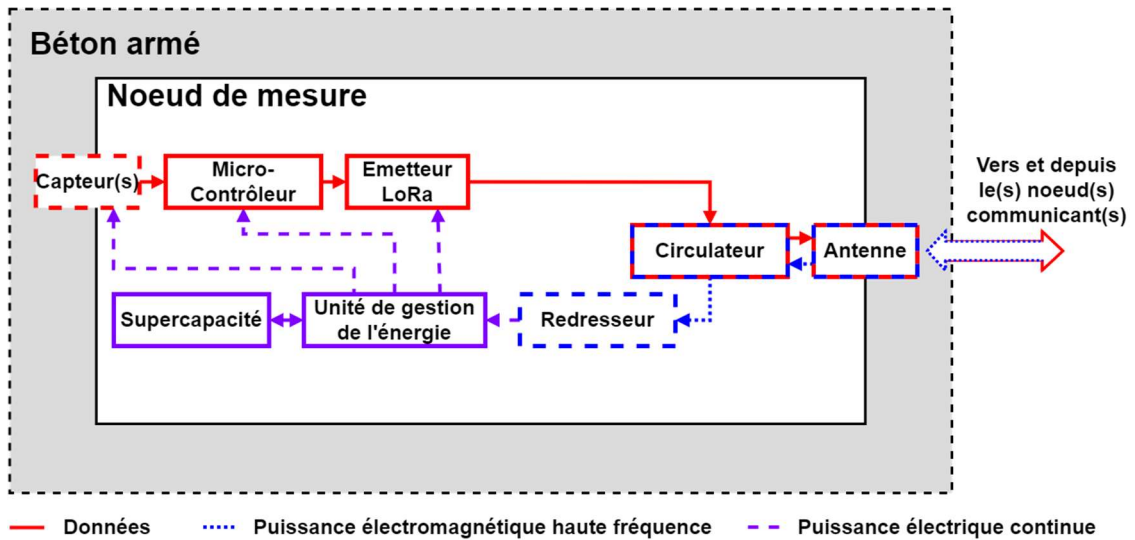 Béton armé
Noeud de mesure
Capteur(s)
Micro-
Contrôleur
Emetteur
LoRa
Vers et depuis
le(s) noeud(s)
communicant(s)
Circulateur
Antenne
Supercapacité
Unité de gestion
de l'énergie
Redresseur
Données
Puissance électromagnétique haute fréquence
Puissance électrique continue